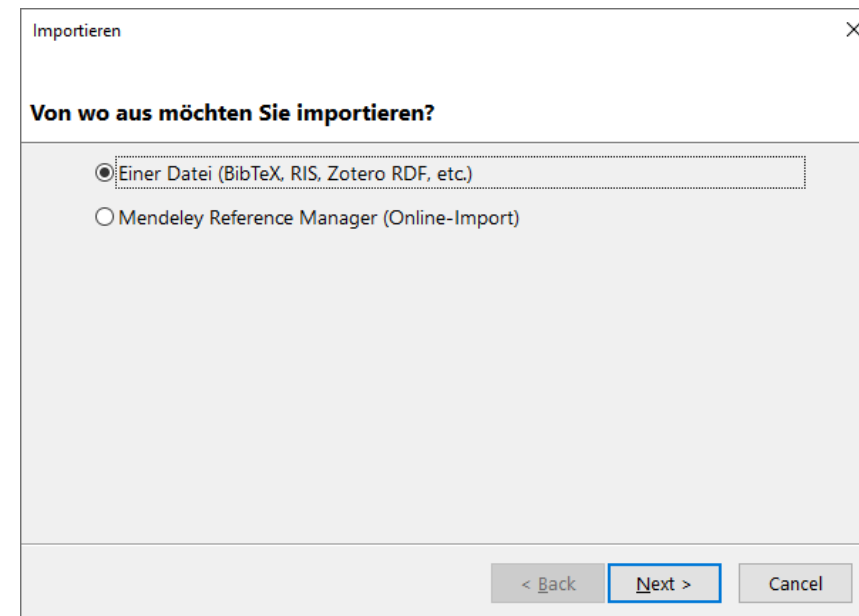 Importieren
Von wo aus möchten Sie importieren?
Einer Datei (BibTeX, RIS, Zotero RDF, etc.)
Mendeley Reference Manager (Online-Import)
< Back
Next >
Cancel